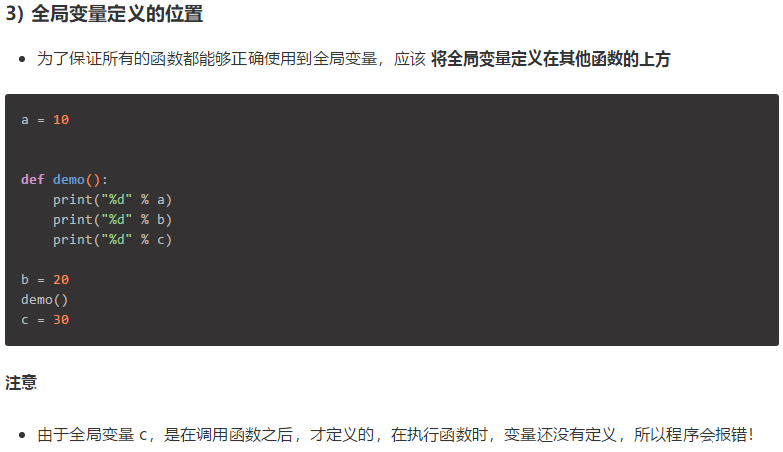 3) 全局变量定义的位置
• 为了保证所有的函数都能够正确使用到全局变量，应该 将全局变量定义在其他函数的上方
a = 10
def demo():
    print("%d" % a)
    print("%d" % b)
    print("%d" % c)
b = 20
demo()
c = 30
注意
• 由于全局变量 c，是在调用函数之后，才定义的，在执行函数时，变量还没有定义，所以程序会报错！